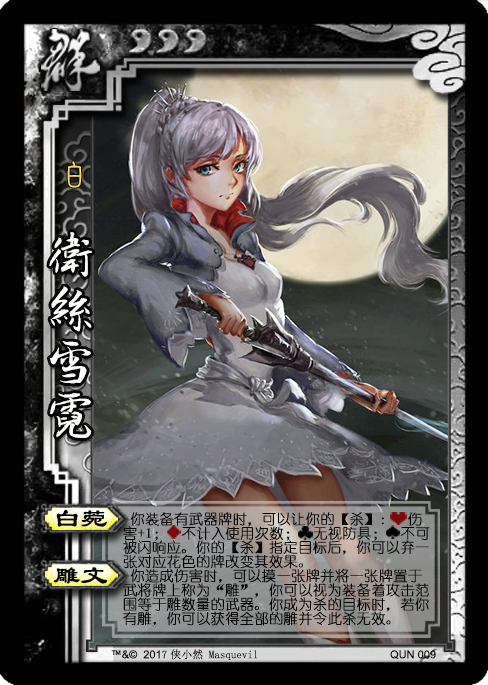 群
白
衛絲雪霓
白菀
你装备有武器牌时，可以让你的【杀】：♥伤
害+1；♦不计入使用次数；♣无视防具；♠不可
被闪响应。你的【杀】指定目标后，你可以弃一
张对应花色的牌改变其效果。
雕文
你造成伤害时，可以摸一张牌并将一张牌置于
武将牌上称为“雕”，你可以视为装备着攻击范
围等于雕数量的武器。你成为杀的目标时，若你
有雕，你可以获得全部的雕并令此杀无效。
™&© 2017 侠小然 Masquevil
QUN 009